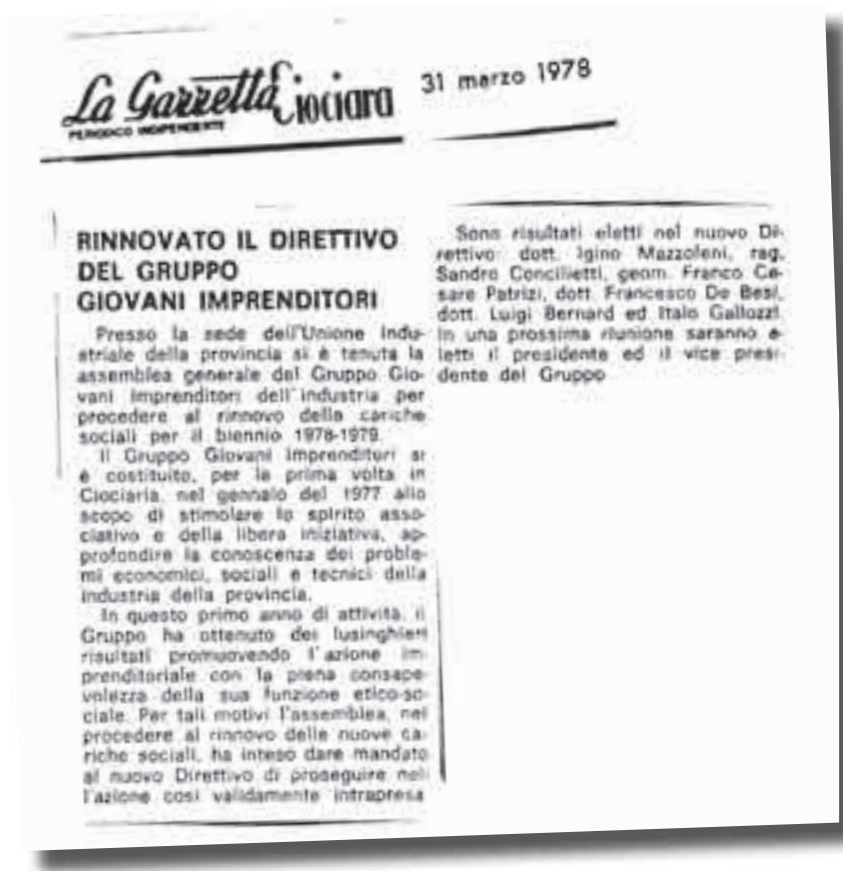 La Gazzetta Ciociara
PERIODICO INDIPENDENTE
31 marzo 1978
RINNOVATO IL DIRETTIVO
DEL GRUPPO
GIOVANI IMPRENDITORI
Presso la sede dell'Unione Indu-
striale della provincia si è tenuta la
assemblea generale del Gruppo Gio-
vani Imprenditori dell'industria per
procedere al rinnovo della cariche
sociali per il biennio 1978-1979.
Il Gruppo Giovani Imprenditori si
è costituito, per la prima volta in
Ciociaria, nel gennaio del 1977 allo
scopo di stimolare lo spirito asso-
ciativo e della libera iniziativa, ap-
profondire la conoscenza dei proble-
mi economici, sociali e tecnici della
industria della provincia.
In questo primo anno di attività, il
Gruppo ha ottenuto dei lusinghieri
risultati promuovendo l'azione im-
prenditoriale con la piena consape-
volezza della sua funzione etico-so-
ciale. Per tali motivi l'assemblea, nel
procedere al rinnovo delle nuove ca-
riche sociali, ha inteso dare mandato
al nuovo Direttivo di proseguire nel-
l'azione così validamente intrapresa
Sono risultati eletti nel nuovo Di-
rettivo: dott. Igino Mazzoleni, rag.
Sandro Concilietti, geom. Franco Ce-
sare Patrizi, dott. Francesco De Besi,
dott. Luigi Bernard ed Italo Gallozzi.
In una prossima riunione saranno e-
letti il presidente ed il vice presi-
dente del Gruppo